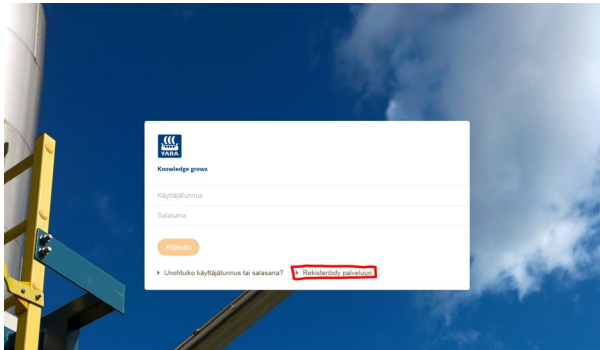 YARA
Knowledge grows
Käyttäjätunnus
Salasana
Kirjaudu
Unohtuiko käyttäjätunnus tai salasana?
Rekisteröidy palveluun